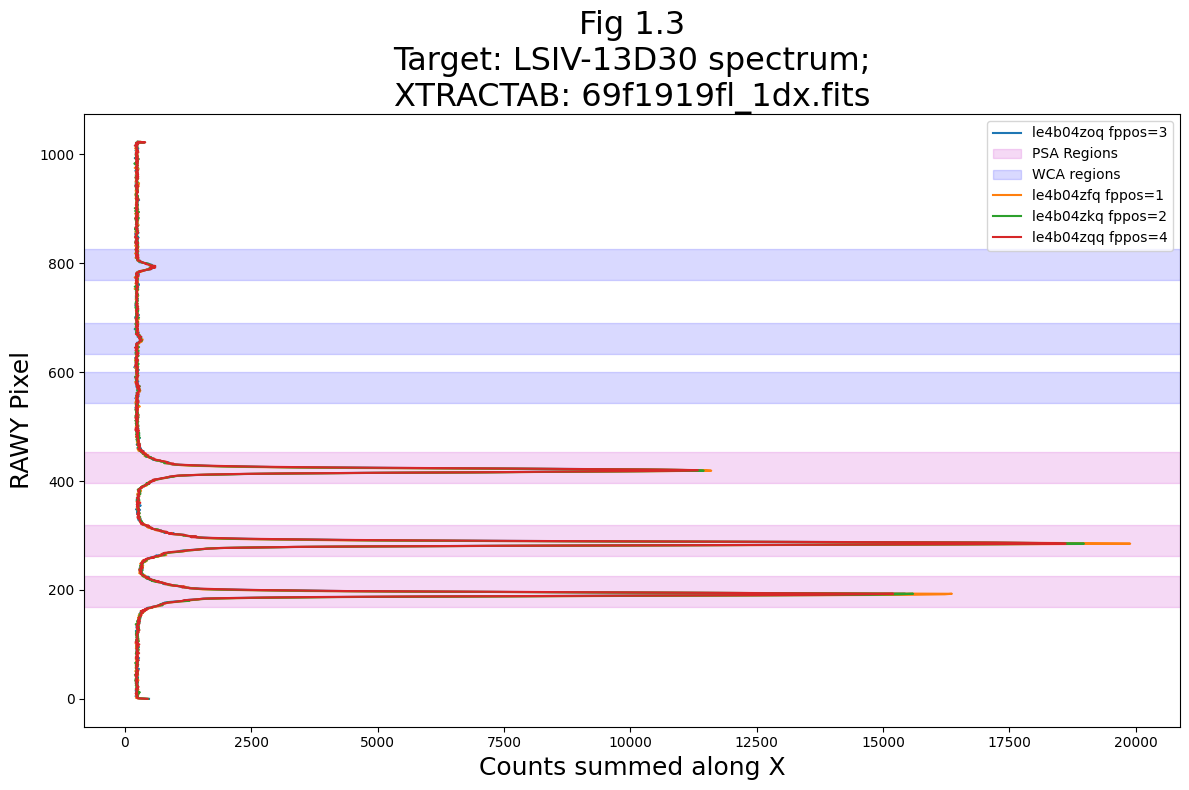 Fig 1.3
Target: LSIV-13D30 spectrum;
XTRACTAB: 69f1919fl_1dx.fits
le4b04zoq fppos=3
PSA Regions
WCA regions
le4b04zfq fppos=1
le4b04zkq fppos=2
le4b04zqq fppos=4
RAWY Pixel
1000
800
600
400
200
0
0
2500
5000
7500
10000
12500
15000
17500
20000
Counts summed along X